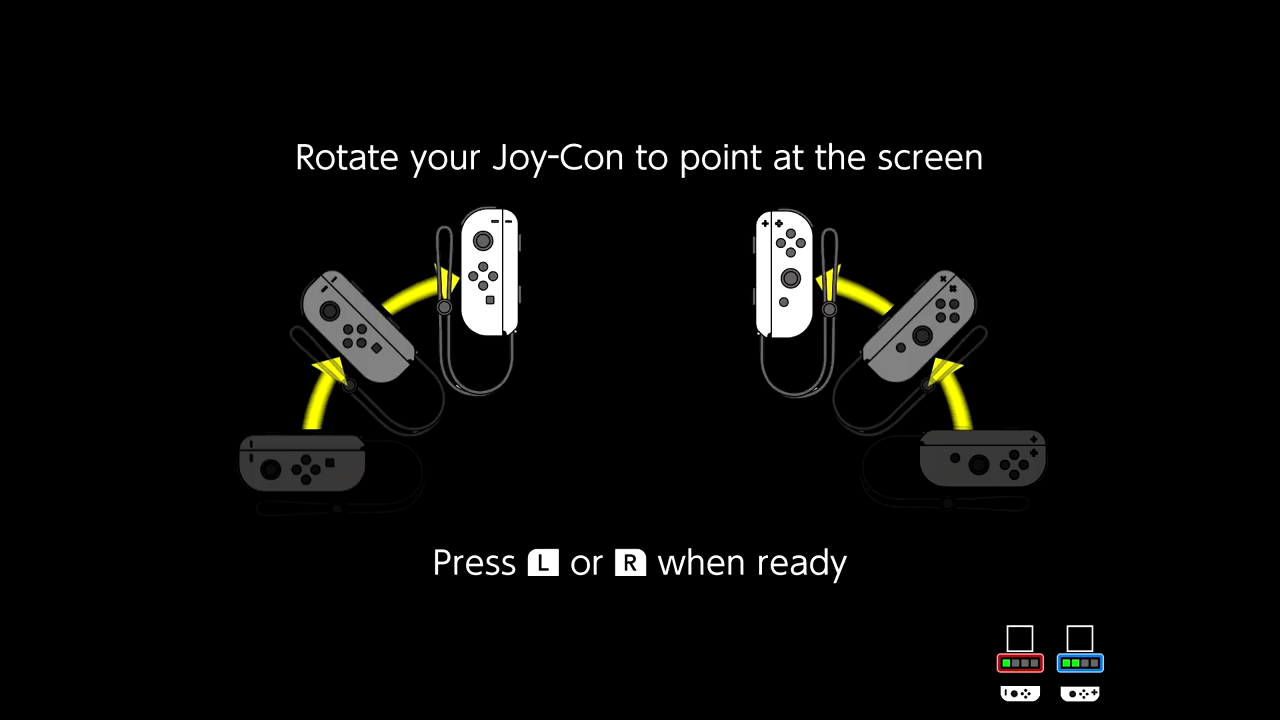 Rotate your Joy-Con to point at the screen
Press L or R when ready